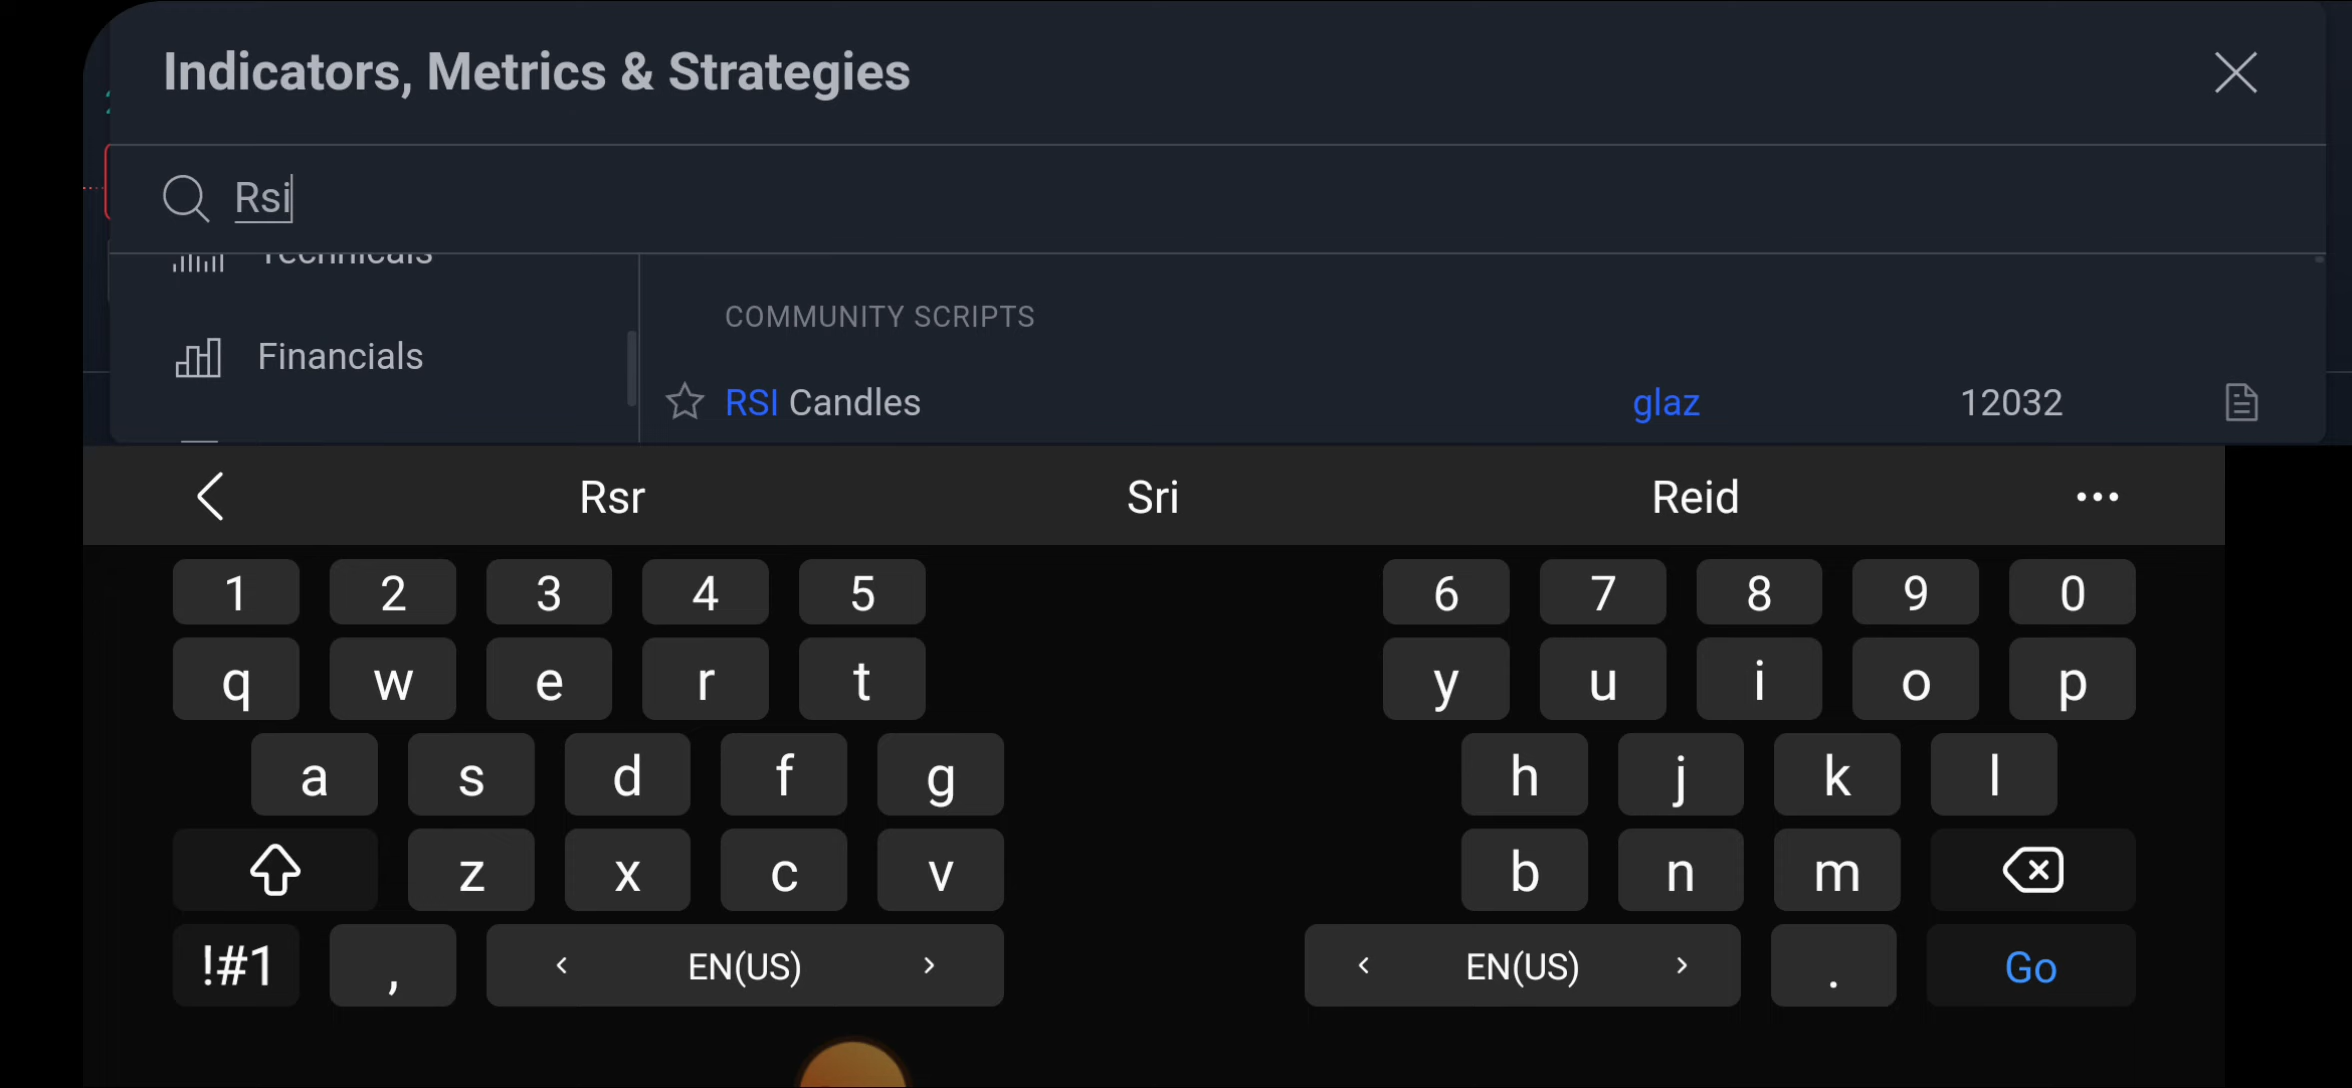 Indicators, Metrics & Strategies
Rsi
Technicals
Financials
COMMUNITY SCRIPTS
RSI Candles glaz 12032
Rsr Sri Reid ...
1 2 3 4 5 6 7 8 9 0
q w e r t y u i o p
a s d f g h j k l
z x c v b n m
!#1 , < EN(US) > < EN(US) > . Go